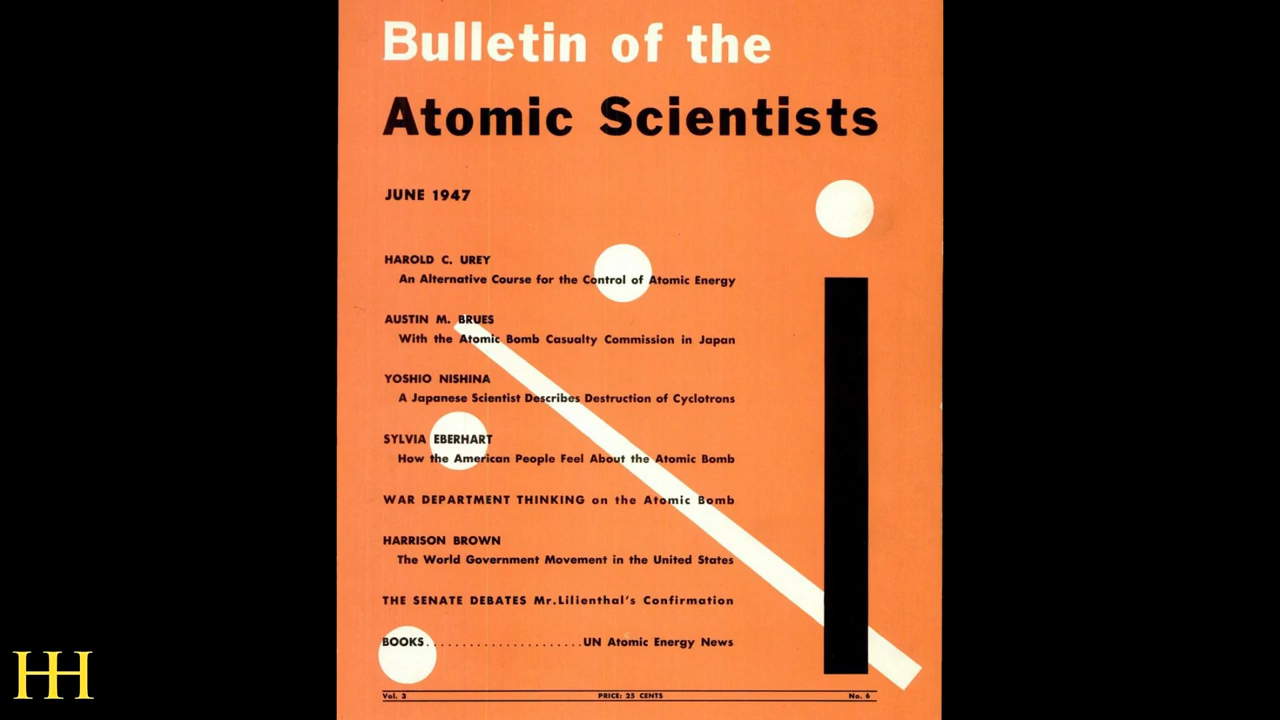 Bulletin of the
Atomic Scientists
JUNE 1947
HAROLD C. UREY
An Alternative Course for the Control of Atomic Energy
AUSTIN M. BRUES
With the Atomic Bomb Casualty Commission in Japan
YOSHIO NISHINA
A Japanese Scientist Describes Destruction of Cyclotrons
SYLVIA EBERHART
How the American People Feel About the Atomic Bomb
WAR DEPARTMENT THINKING on the Atomic Bomb
HARRISON BROWN
The World Government Movement in the United States
THE SENATE DEBATES Mr. Lilienthal's Confirmation
BOOKS......................UN Atomic Energy News
Vol. 3 PRICE: 25 CENTS No. 6
HH